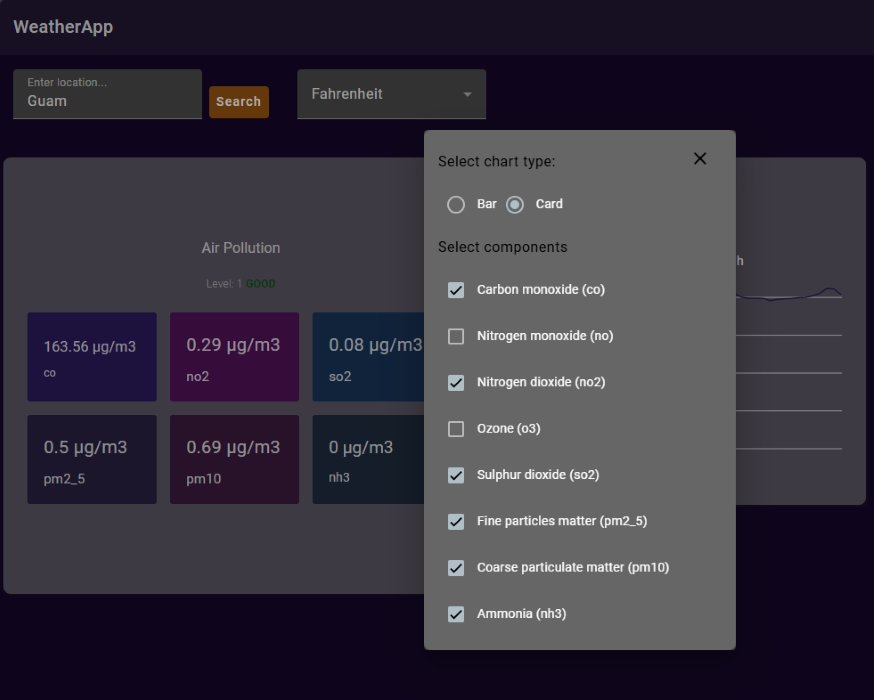 WeatherApp
Enter location...
Guam
Search
Fahrenheit
Air Pollution
Level: 1 GOOD
163.56 µg/m3
co
0.29 µg/m3
no2
0.08 µg/m3
so2
0.5 µg/m3
pm2_5
0.69 µg/m3
pm10
0 µg/m3
nh3
Select chart type:
Bar
Card
Select components
Carbon monoxide (co)
Nitrogen monoxide (no)
Nitrogen dioxide (no2)
Ozone (o3)
Sulphur dioxide (so2)
Fine particles matter (pm2_5)
Coarse particulate matter (pm10)
Ammonia (nh3)
h